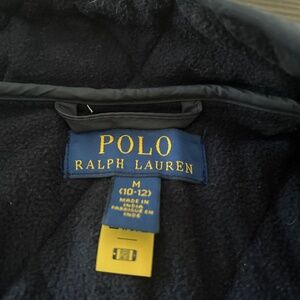 POLO
RALPH LAUREN
M
(10-12)
MADE IN
INDIA
FABRIQUÉ EN
INDE